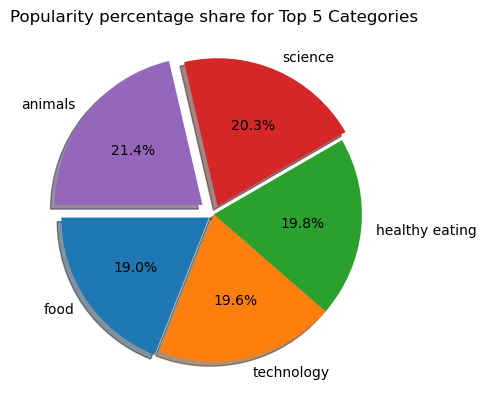 Popularity percentage share for Top 5 Categories
science
animals
20.3%
21.4%
19.8%
healthy eating
19.0%
19.6%
food
technology